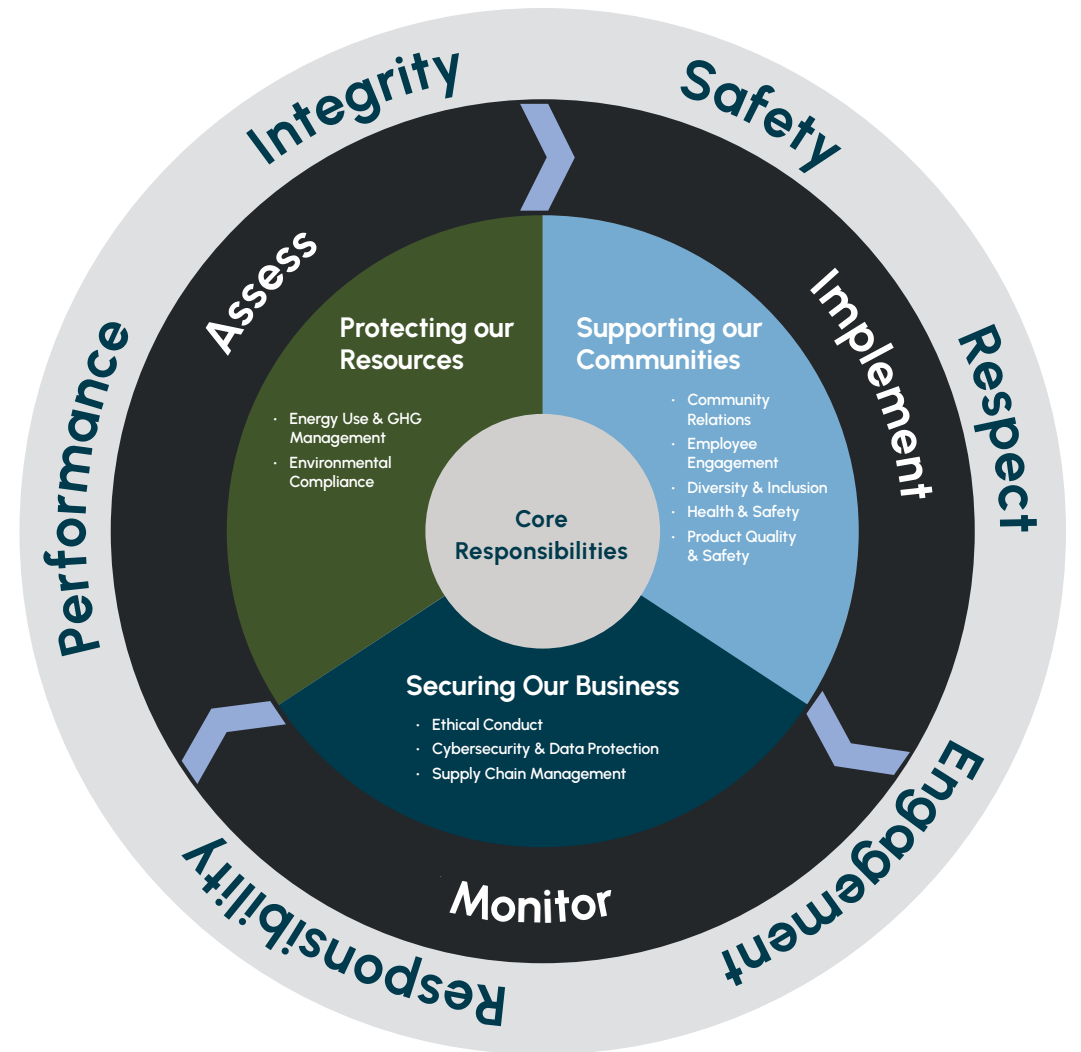 Integrity
Safety
Respect
Engagement
Responsibility
Performance
Assess
Implement
Monitor
Protecting our
Resources
· Energy Use & GHG
Management
· Environmental
Compliance
Supporting our
Communities
· Community
Relations
· Employee
Engagement
· Diversity & Inclusion
· Health & Safety
· Product Quality
& Safety
Core
Responsibilities
Securing Our Business
· Ethical Conduct
· Cybersecurity & Data Protection
· Supply Chain Management